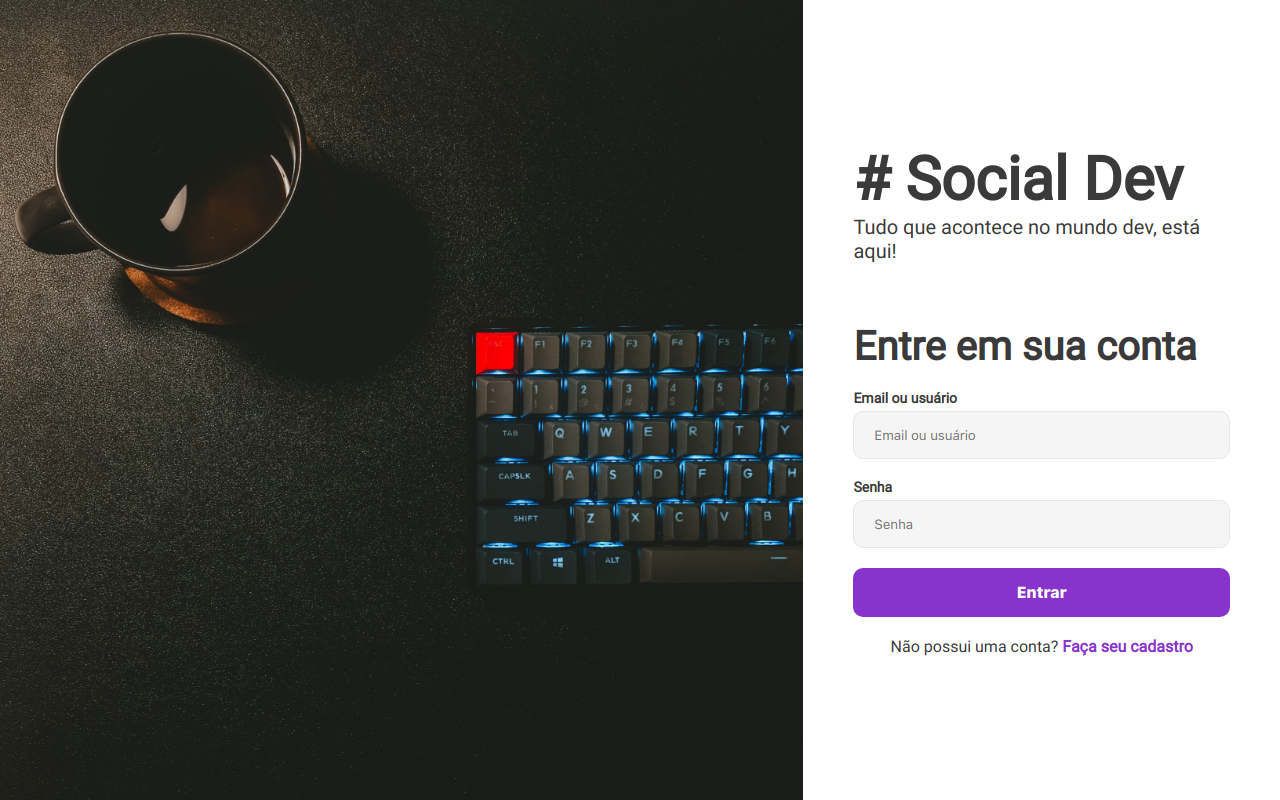 # Social Dev
Tudo que acontece no mundo dev, está
aqui!
Entre em sua conta
Email ou usuário
Email ou usuário
Senha
Senha
Entrar
Não possui uma conta? Faça seu cadastro
ESC F1 F2 F3 F4 F5 F6
1 2 3 # 4 $ 5 6
TAB Q W E R T Y
CAPSLK A S D F G H
SHIFT Z X C V B
CTRL ALT